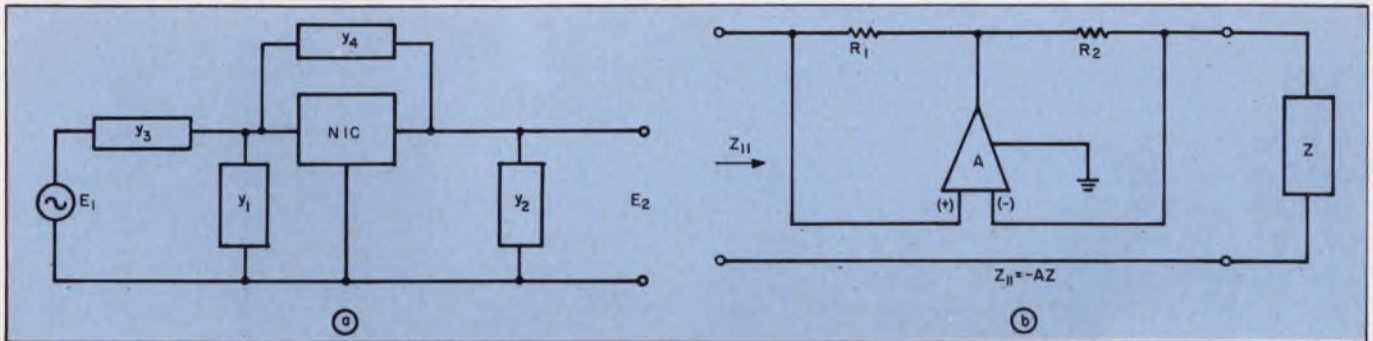 y4
NIC
y3
E1
y1
y2
E2
a
R1
R2
Z11
A
(+)
(-)
Z
Z11=-AZ
b